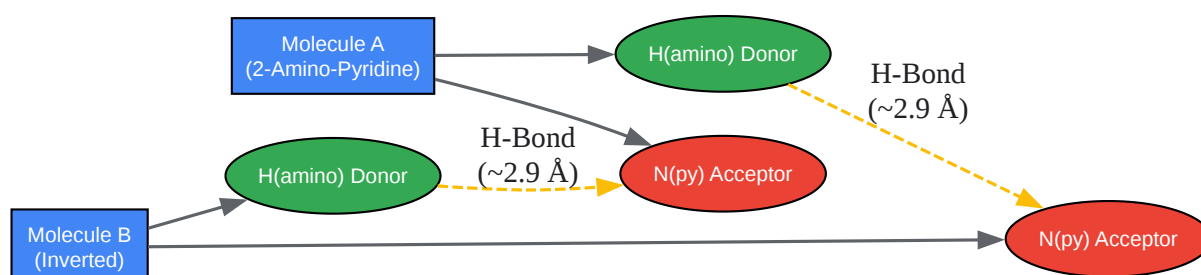 Molecule A
(2-Amino-Pyridine)
H(amino) Donor
H-Bond
(~2.9 Å)
H-Bond
(~2.9 Å)
H(amino) Donor
N(py) Acceptor
Molecule B
(Inverted)
N(py) Acceptor